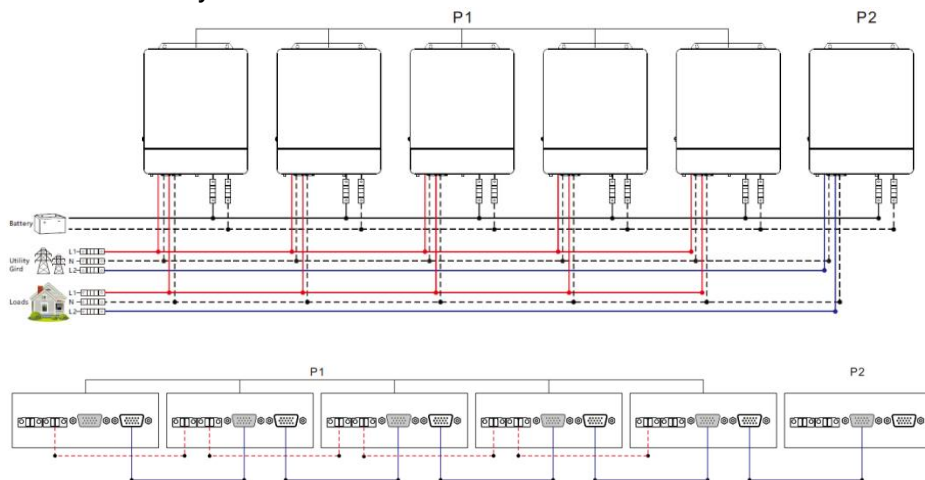 P1 P2
Battery
L1
Utility N
Gird L2
L1
Loads N
L2
P1 P2